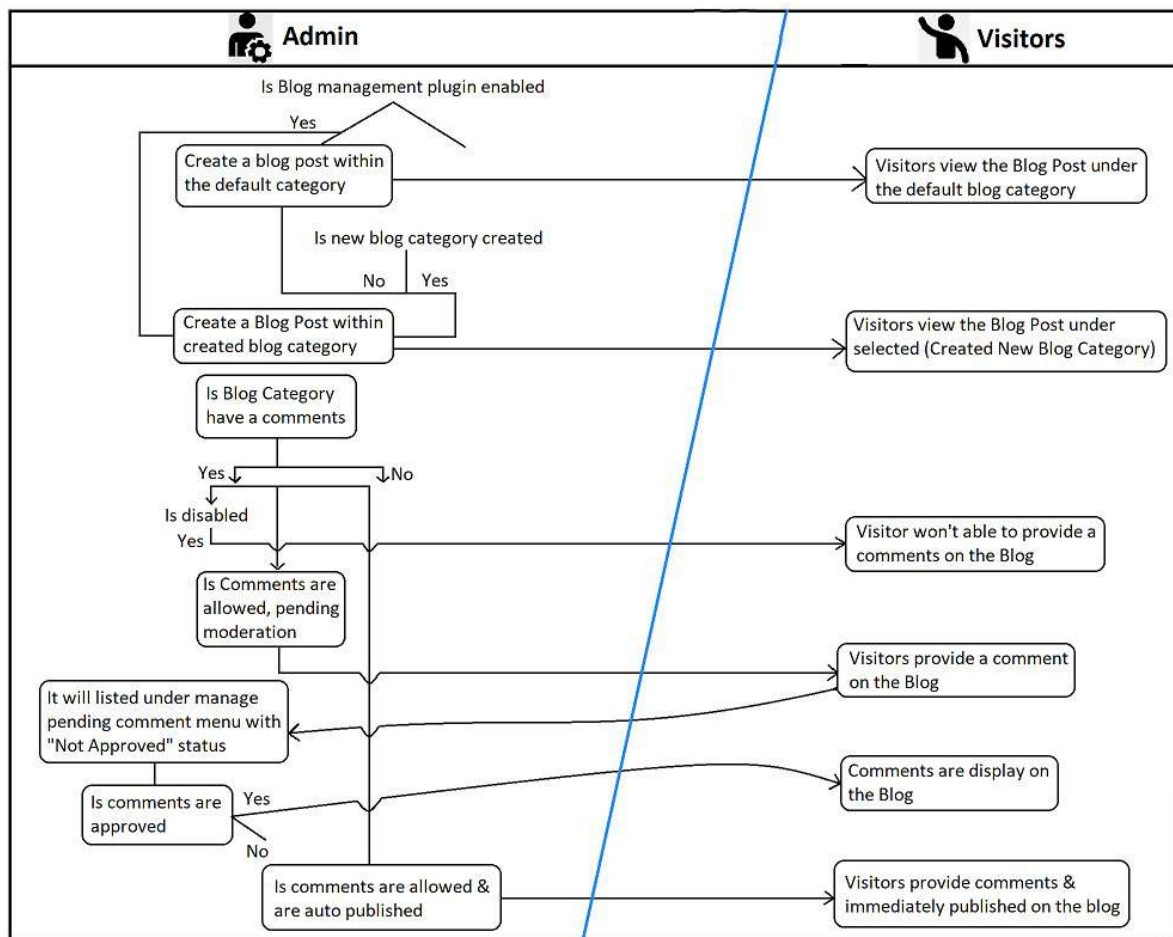 Admin
Visitors
Is Blog management plugin enabled
Yes
Create a blog post within
the default category
Visitors view the Blog Post under
the default blog category
Is new blog category created
No
Yes
Create a Blog Post within
created blog category
Visitors view the Blog Post under
selected (Created New Blog Category)
Is Blog Category
have a comments
Yes
No
Is disabled
Yes
Visitor won't able to provide a
comments on the Blog
Is Comments are
allowed, pending
moderation
Visitors provide a comment
on the Blog
It will listed under manage
pending comment menu with
"Not Approved" status
Comments are display on
the Blog
Is comments are
approved
Yes
No
Is comments are allowed &
are auto published
Visitors provide comments &
immediately published on the blog